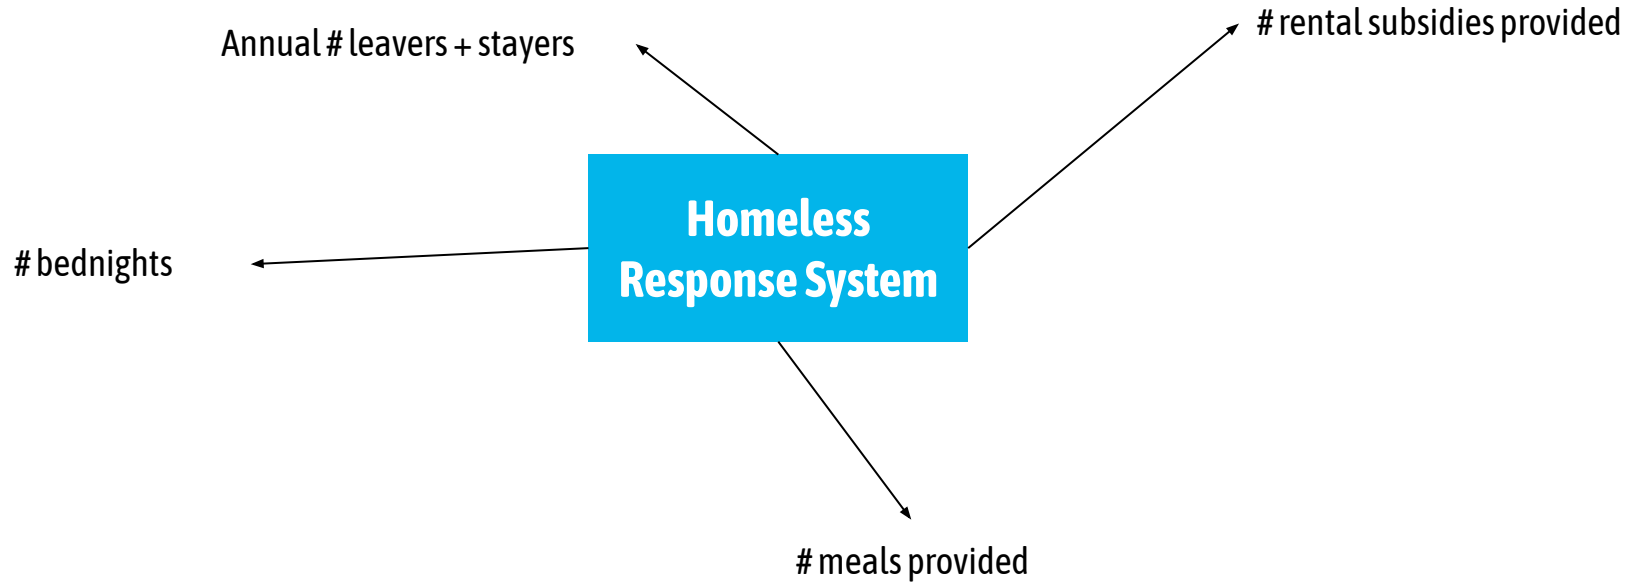 # rental subsidies provided
Annual # leavers + stayers
Homeless
Response System
# bednights
# meals provided